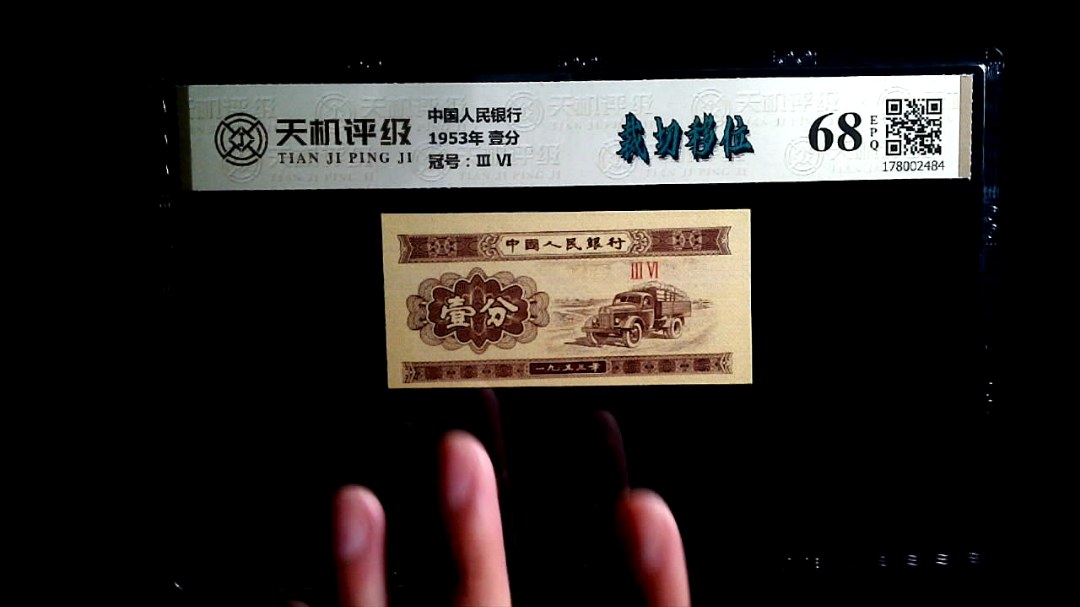 天机评级
TIAN JI PING JI
中国人民银行
1953年 壹分
冠号：Ⅲ Ⅵ
裁切移位
68
EPQ
178002484
中國人民銀行
Ⅲ Ⅵ
壹分
一九五三年